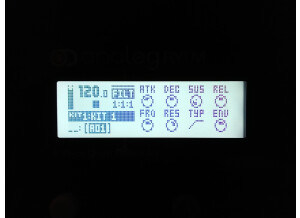 120.0 FILT ATK DEC SUS REL
1:1:1
KIT 1:KIT 1 FRQ RES TYP ENV
__:(A01)